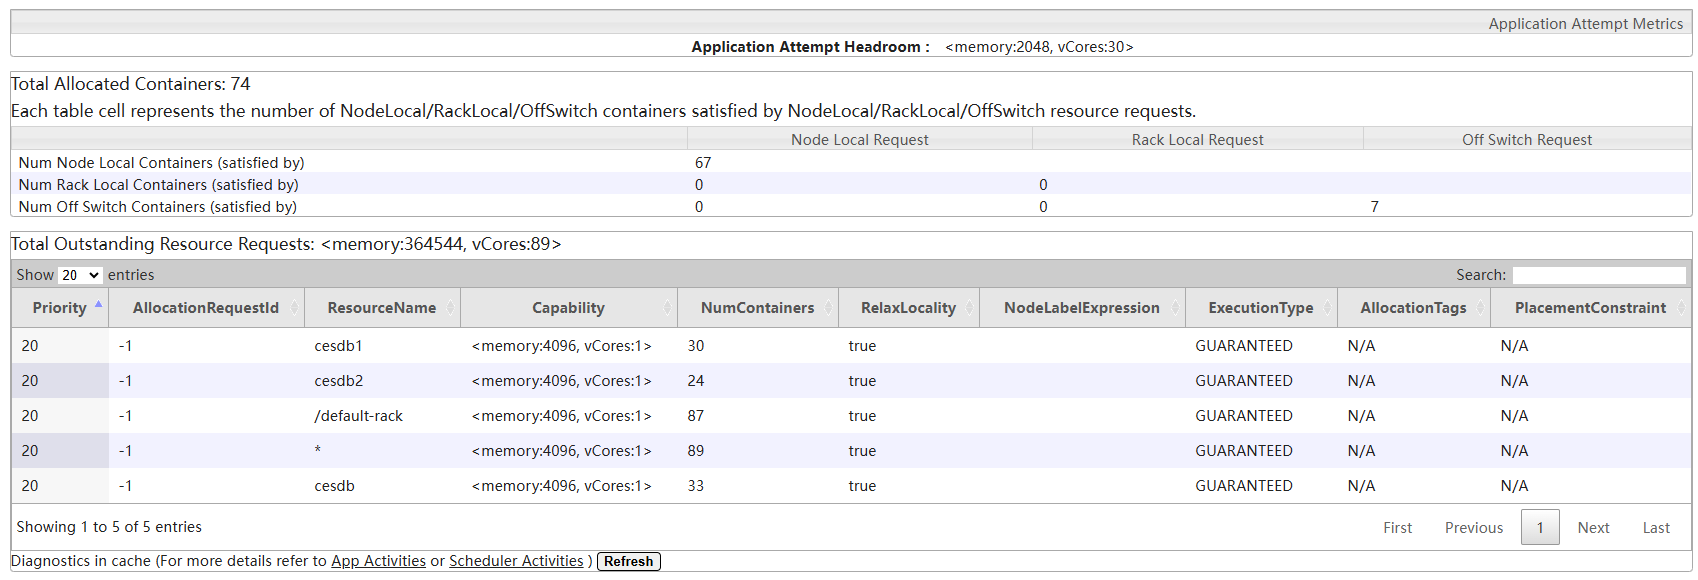 Application Attempt Metrics
Application Attempt Headroom : <memory:2048, vCores:30>
Total Allocated Containers: 74
Each table cell represents the number of NodeLocal/RackLocal/OffSwitch containers satisfied by NodeLocal/RackLocal/OffSwitch resource requests.
Node Local Request Rack Local Request Off Switch Request
Num Node Local Containers (satisfied by) 67
Num Rack Local Containers (satisfied by) 0 0
Num Off Switch Containers (satisfied by) 0 0 7
Total Outstanding Resource Requests: <memory:364544, vCores:89>
Show 20 entries Search:
Priority AllocationRequestId ResourceName Capability NumContainers RelaxLocality NodeLabelExpression ExecutionType AllocationTags PlacementConstraint
20 -1 cesdb1 <memory:4096, vCores:1> 30 true GUARANTEED N/A N/A
20 -1 cesdb2 <memory:4096, vCores:1> 24 true GUARANTEED N/A N/A
20 -1 /default-rack <memory:4096, vCores:1> 87 true GUARANTEED N/A N/A
20 -1 * <memory:4096, vCores:1> 89 true GUARANTEED N/A N/A
20 -1 cesdb <memory:4096, vCores:1> 33 true GUARANTEED N/A N/A
Showing 1 to 5 of 5 entries First Previous 1 Next Last
Diagnostics in cache (For more details refer to App Activities or Scheduler Activities ) Refresh